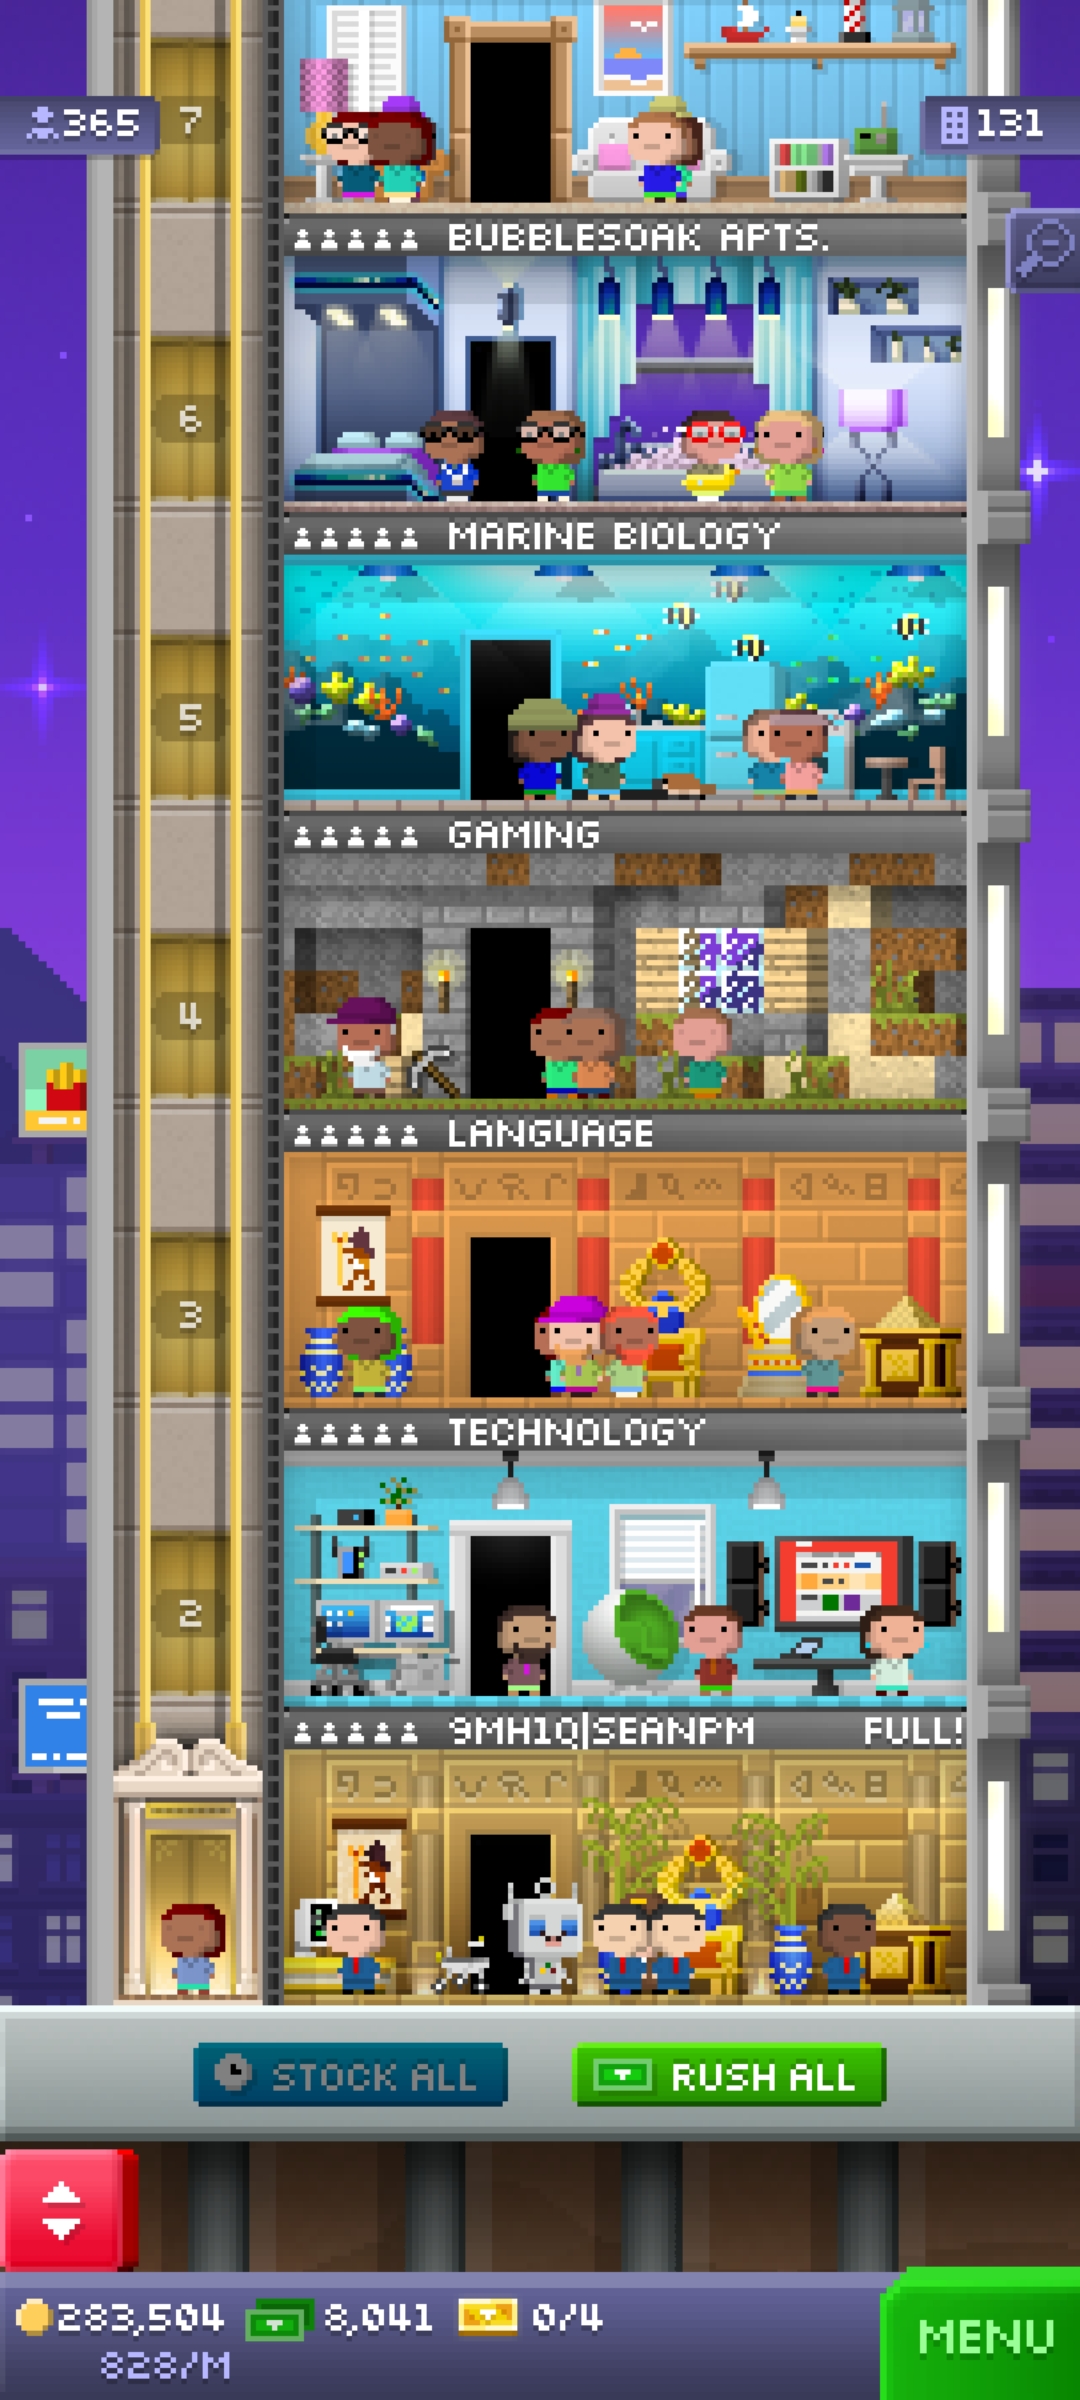 7
365
131
BUBBLESOAK APTS.
6
MARINE BIOLOGY
5
GAMING
4
LANGUAGE
3
TECHNOLOGY
2
9MH1Q|SEANPM FULL!
STOCK ALL
RUSH ALL
283,504 8,041 0/4
828/M
MENU